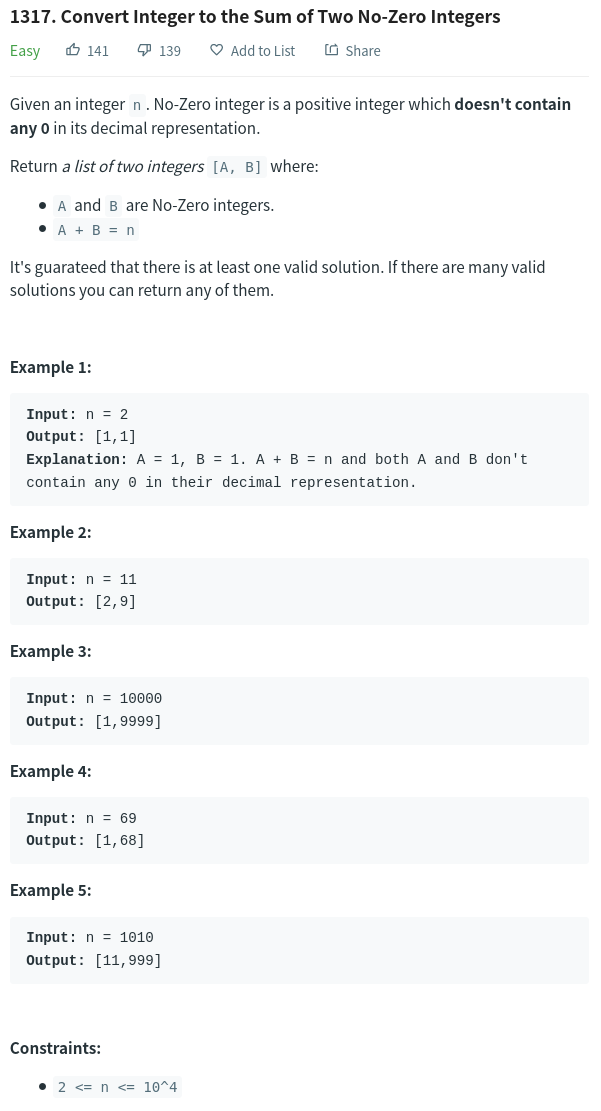 1317. Convert Integer to the Sum of Two No-Zero Integers
Easy 141 139 Add to List Share
Given an integer n. No-Zero integer is a positive integer which doesn't contain
any 0 in its decimal representation.
Return a list of two integers [A, B] where:
• A and B are No-Zero integers.
• A + B = n
It's guarateed that there is at least one valid solution. If there are many valid
solutions you can return any of them.
Example 1:
Input: n = 2
Output: [1,1]
Explanation: A = 1, B = 1. A + B = n and both A and B don't
contain any 0 in their decimal representation.
Example 2:
Input: n = 11
Output: [2,9]
Example 3:
Input: n = 10000
Output: [1,9999]
Example 4:
Input: n = 69
Output: [1,68]
Example 5:
Input: n = 1010
Output: [11,999]
Constraints:
• 2 <= n <= 10^4